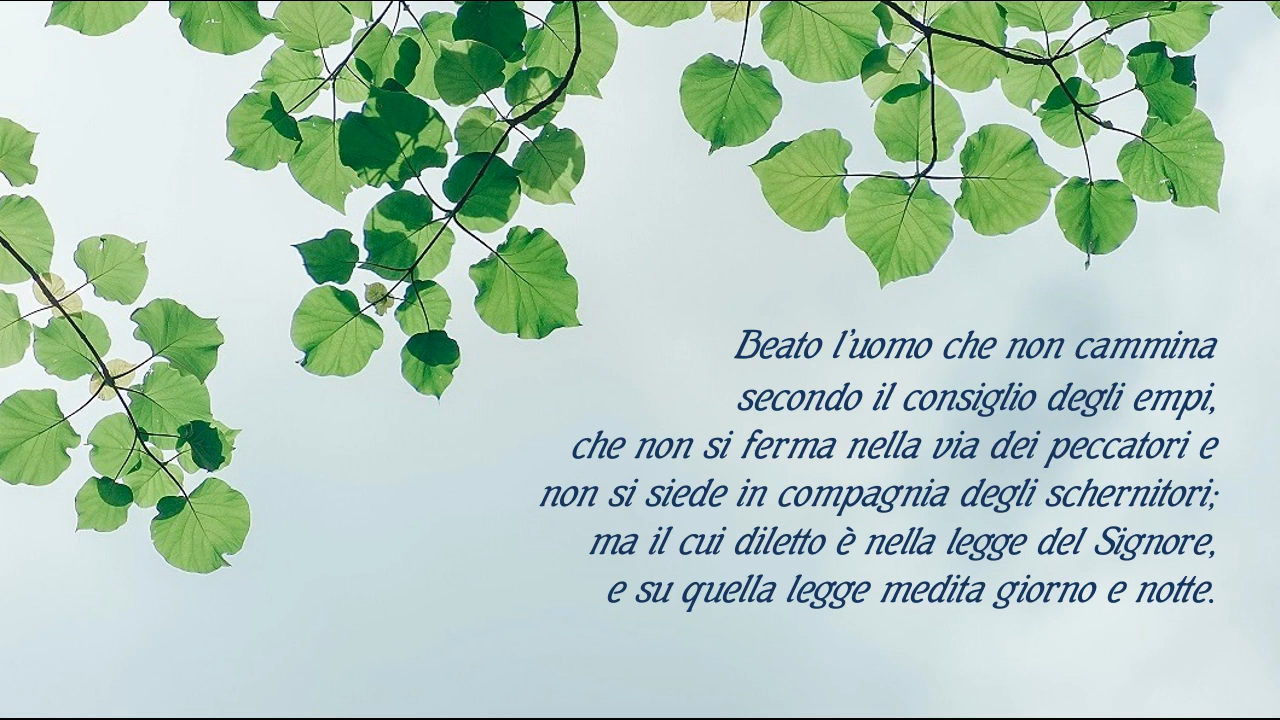 Beato l'uomo che non cammina
secondo il consiglio degli empi,
che non si ferma nella via dei peccatori e
non si siede in compagnia degli schernitori;
ma il cui diletto è nella legge del Signore,
e su quella legge medita giorno e notte.